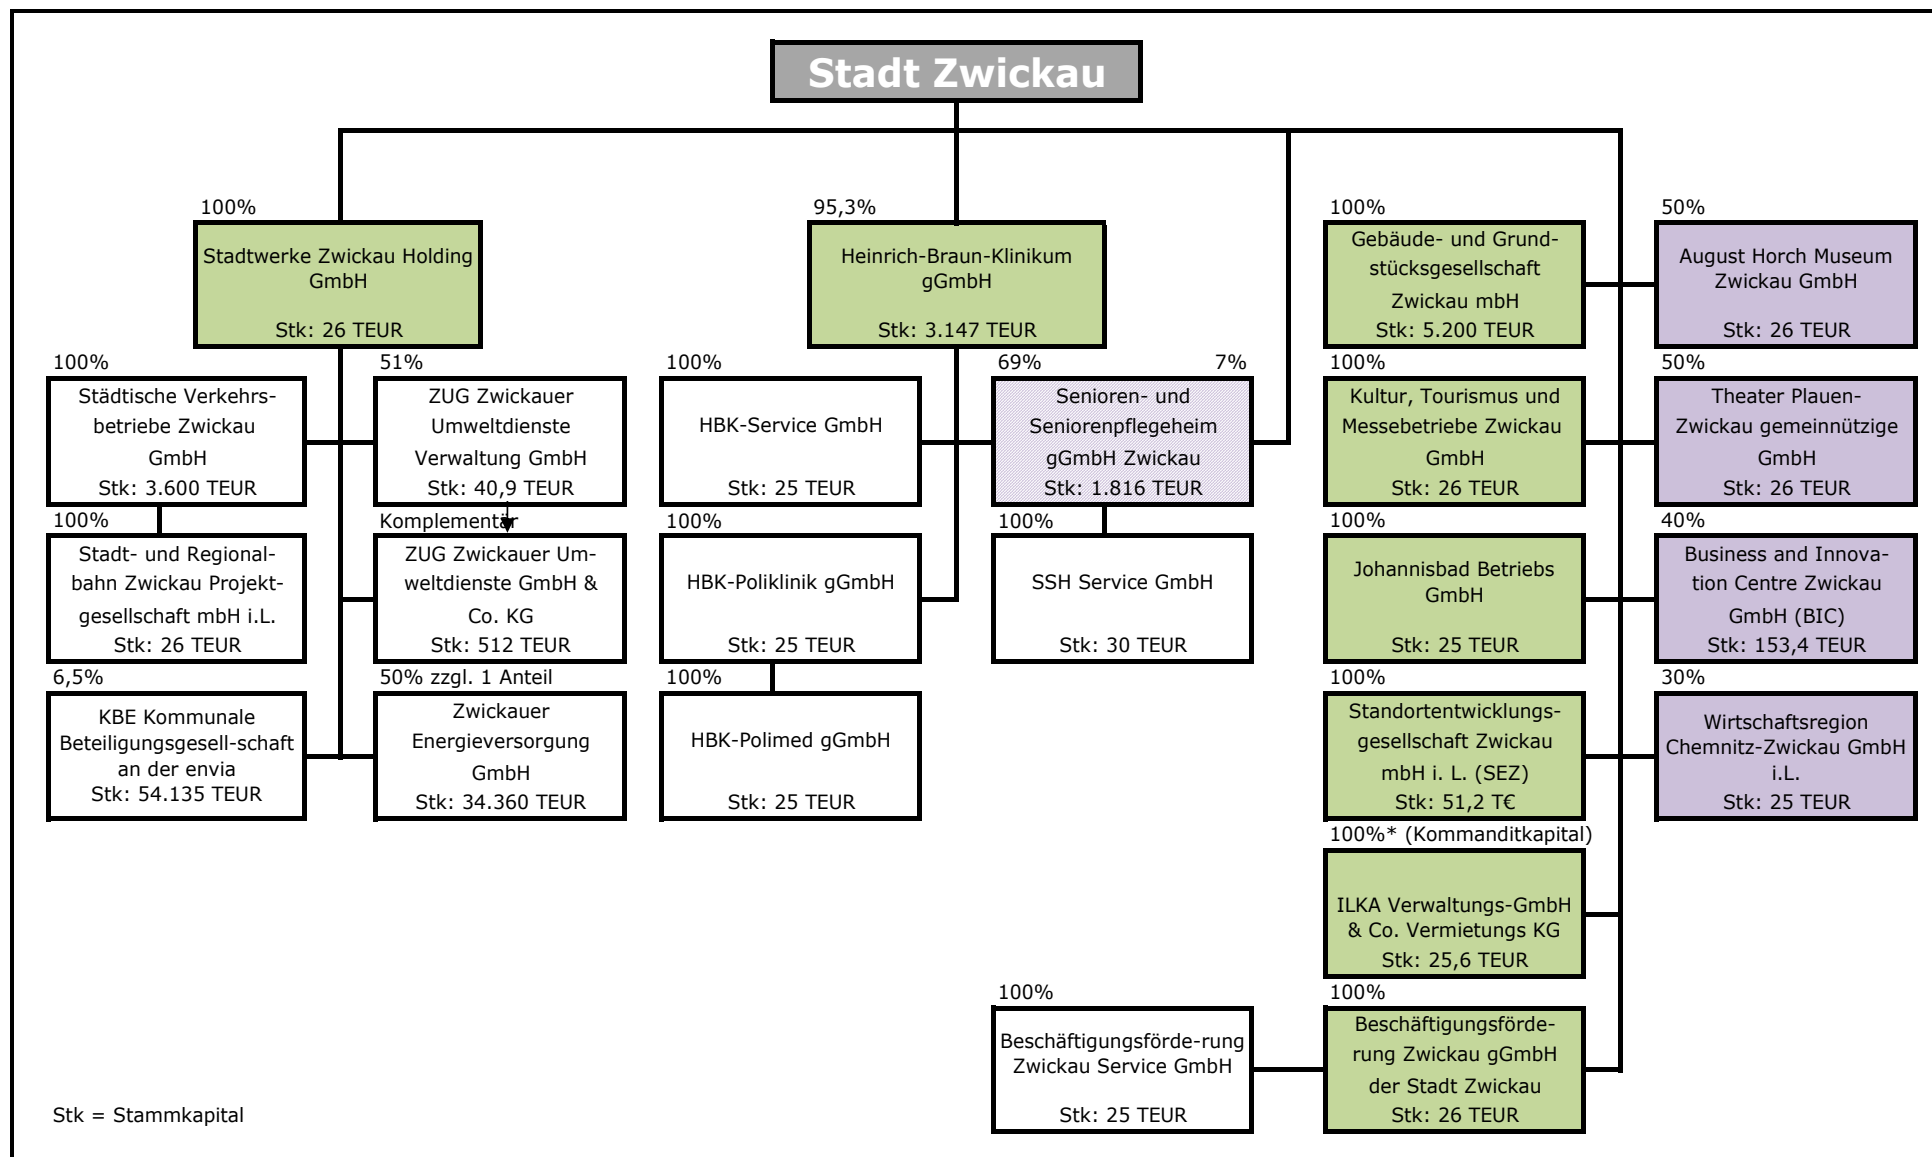 Stadt Zwickau
100%
Stadtwerke Zwickau Holding
GmbH
Stk: 26 TEUR
100%
Städtische Verkehrs-
betriebe Zwickau
GmbH
Stk: 3.600 TEUR
51%
ZUG Zwickauer
Umweltdienste
Verwaltung GmbH
Stk: 40,9 TEUR
100%
Stadt- und Regional-
bahn Zwickau Projekt-
gesellschaft mbH i.L.
Stk: 26 TEUR
Komplementär
ZUG Zwickauer Um-
weltdienste GmbH &
Co. KG
Stk: 512 TEUR
6,5%
KBE Kommunale
Beteiligungsgesell-schaft
an der envia
Stk: 54.135 TEUR
50% zzgl. 1 Anteil
Zwickauer
Energieversorgung
GmbH
Stk: 34.360 TEUR
95,3%
Heinrich-Braun-Klinikum
gGmbH
Stk: 3.147 TEUR
100%
HBK-Service GmbH
Stk: 25 TEUR
69% 7%
Senioren- und
Seniorenpflegeheim
gGmbH Zwickau
Stk: 1.816 TEUR
100%
HBK-Poliklinik gGmbH
Stk: 25 TEUR
100%
SSH Service GmbH
Stk: 30 TEUR
100%
HBK-Polimed gGmbH
Stk: 25 TEUR
100%
Gebäude- und Grund-
stücksgesellschaft
Zwickau mbH
Stk: 5.200 TEUR
50%
August Horch Museum
Zwickau GmbH
Stk: 26 TEUR
100%
Kultur, Tourismus und
Messebetriebe Zwickau
GmbH
Stk: 26 TEUR
50%
Theater Plauen-
Zwickau gemeinnützige
GmbH
Stk: 26 TEUR
100%
Johannisbad Betriebs
GmbH
Stk: 25 TEUR
40%
Business and Innova-
tion Centre Zwickau
GmbH (BIC)
Stk: 153,4 TEUR
100%
Standortentwicklungs-
gesellschaft Zwickau
mbH i. L. (SEZ)
Stk: 51,2 T€
30%
Wirtschaftsregion
Chemnitz-Zwickau GmbH
i.L.
Stk: 25 TEUR
100%* (Kommanditkapital)
ILKA Verwaltungs-GmbH
& Co. Vermietungs KG
Stk: 25,6 TEUR
100%
Beschäftigungsförde-rung
Zwickau Service GmbH
Stk: 25 TEUR
100%
Beschäftigungsförde-
rung Zwickau gGmbH
der Stadt Zwickau
Stk: 26 TEUR
Stk = Stammkapital